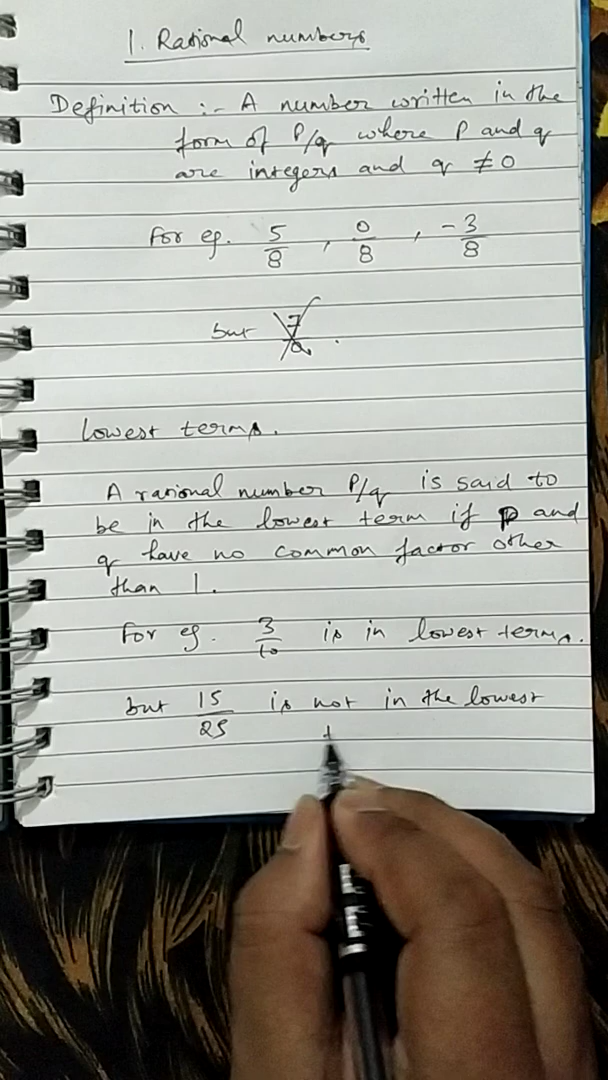 1. Rational numbers
Definition :- A number written in the
form of P/q where P and q
are integers and q ≠ 0
For eg. 5/8 , 0/8 , -3/8
but 7/0 .
lowest terms.
A rational number P/q is said to
be in the lowest term if p and
q have no common factor other
than 1.
For eg. 3/10 is in lowest terms.
but 15/25 is not in the lowest